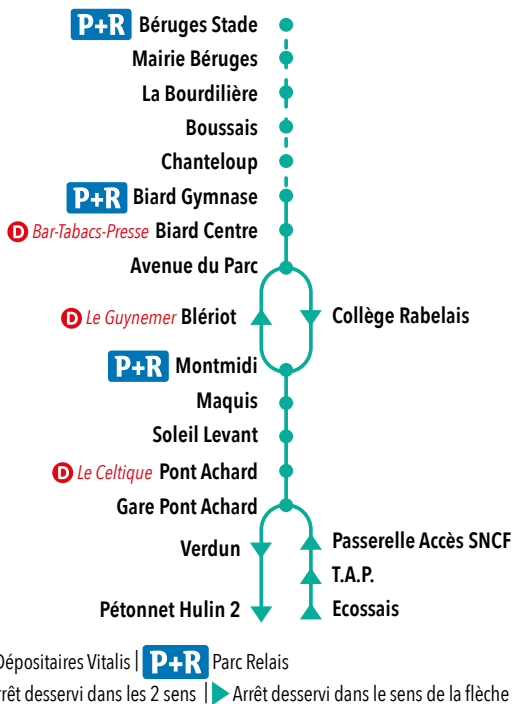 P+R Béruges Stade
Mairie Béruges
La Bourdilière
Boussais
Chanteloup
P+R Biard Gymnase
D Bar-Tabacs-Presse Biard Centre
Avenue du Parc
D Le Guynemer Blériot
Collège Rabelais
P+R Montmidi
Maquis
Soleil Levant
D Le Celtique Pont Achard
Gare Pont Achard
Verdun
Passerelle Accès SNCF
T.A.P.
Pétonnet Hulin 2
Ecossais
Dépositaires Vitalis | P+R Parc Relais
rrêt desservi dans les 2 sens | Arrêt desservi dans le sens de la flèche